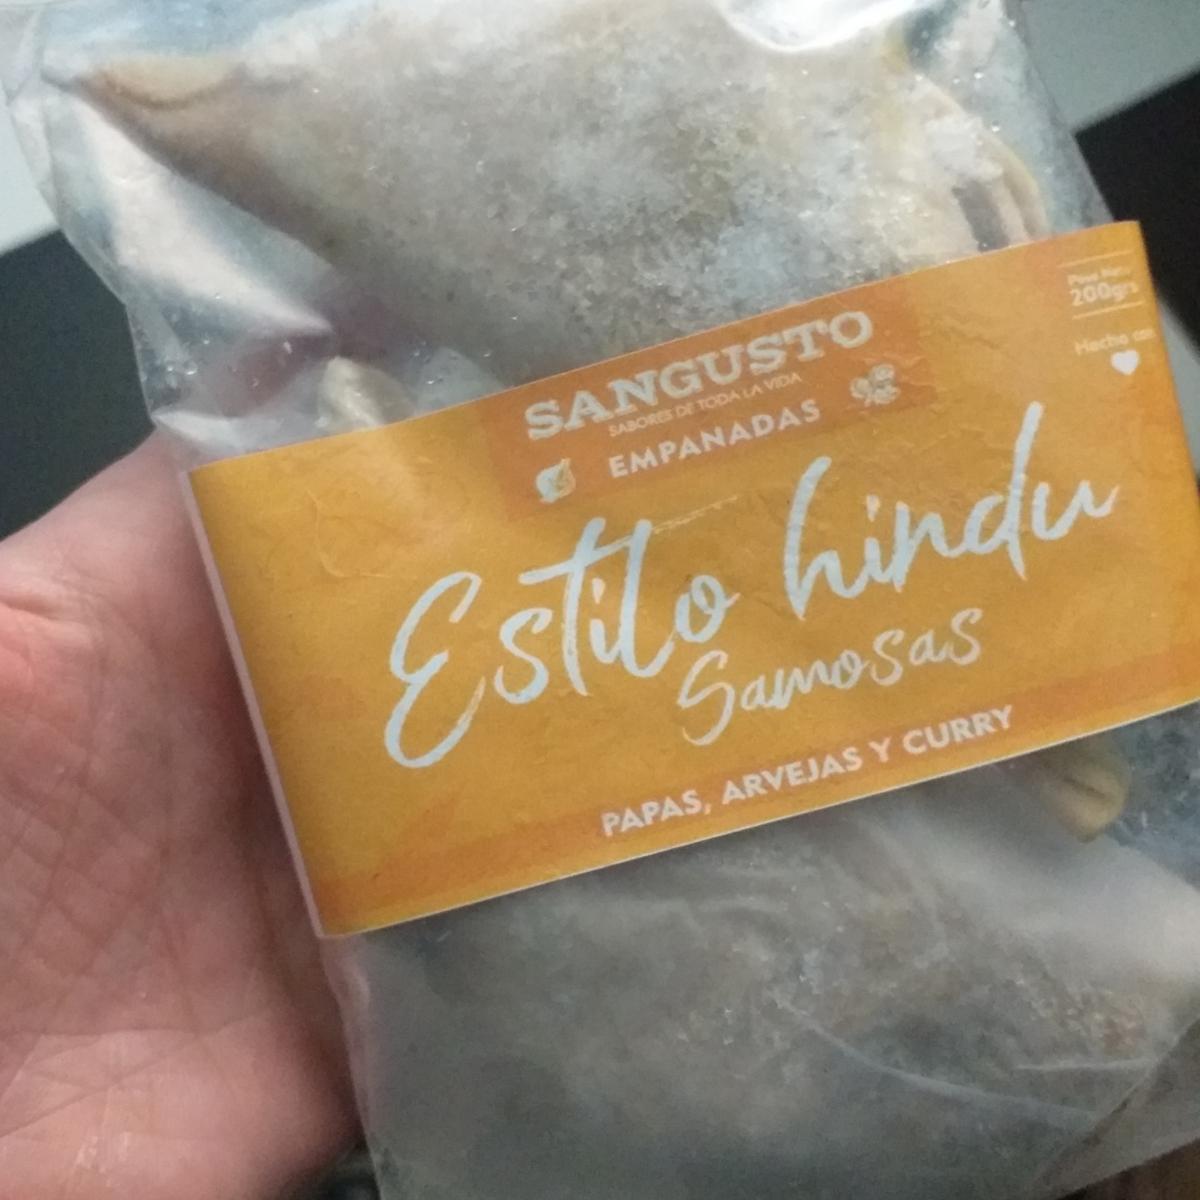 SANGUSTO
SABORES DE TODA LA VIDA
EMPANADAS
Peso Neto
200grs
Hecho con
Estilo hindu
Samosas
PAPAS, ARVEJAS Y CURRY